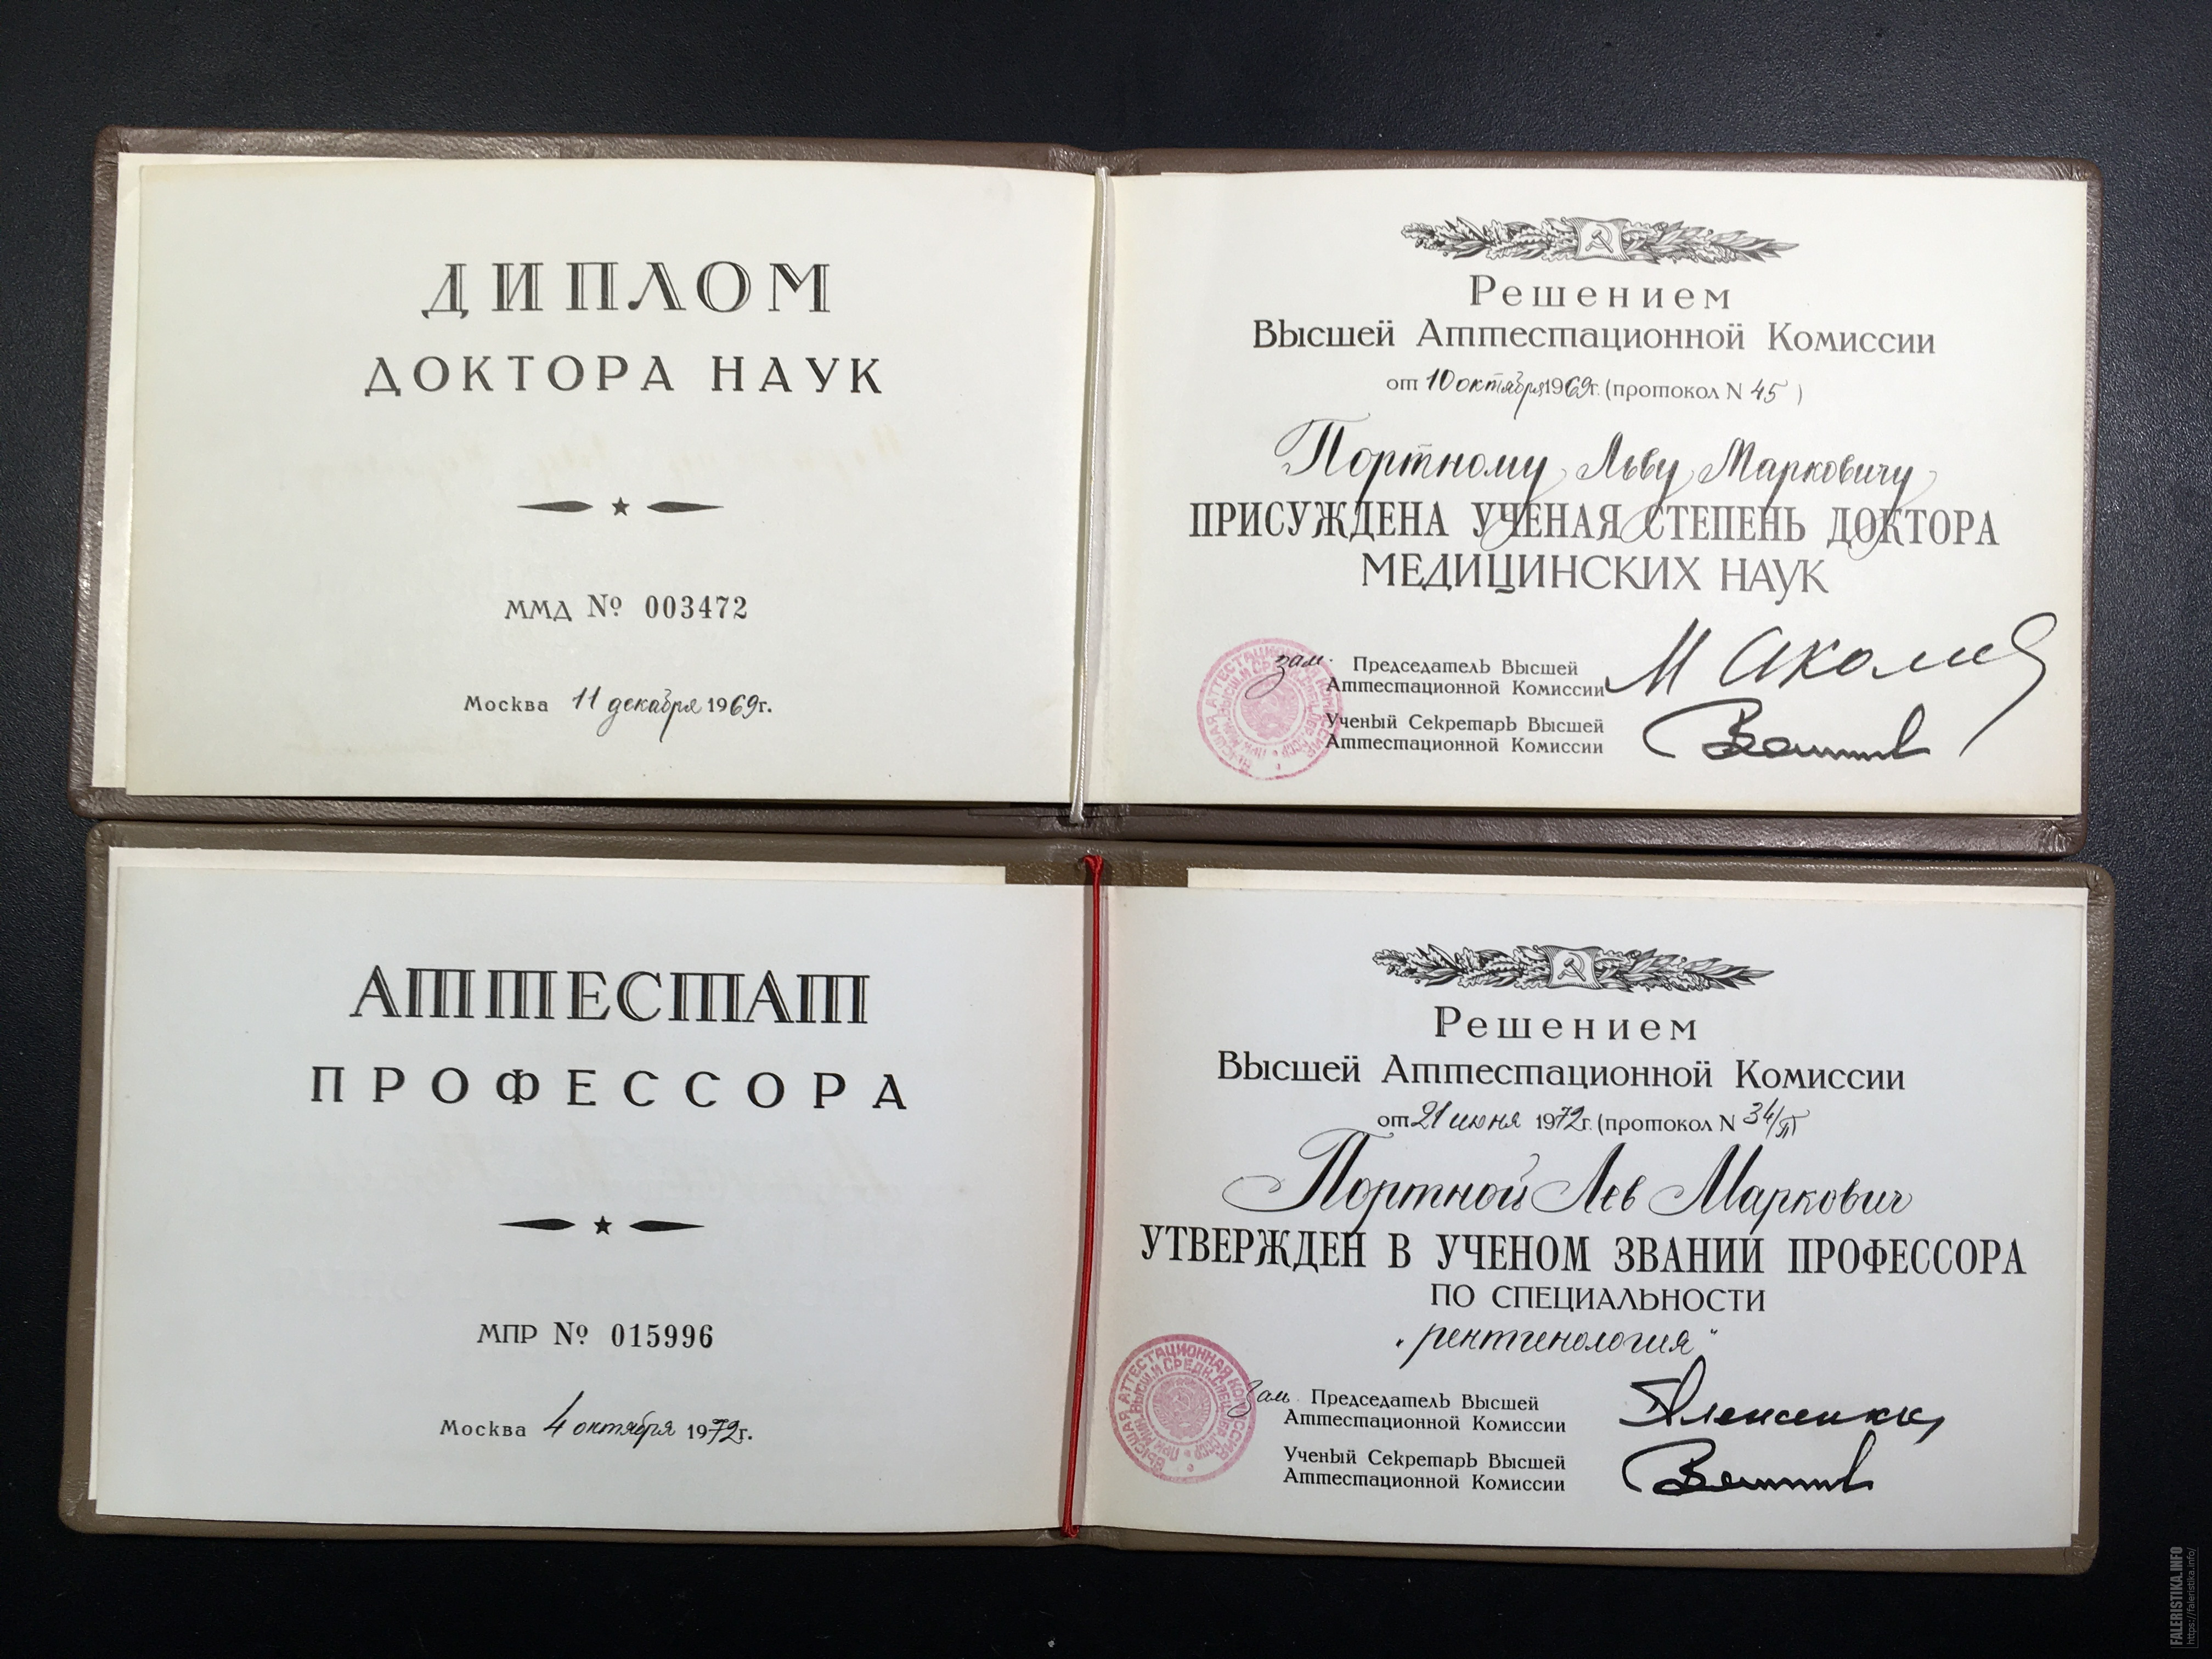 ДИПЛОМ
ДОКТОРА НАУК
ММД № 003472
Москва 11 декабря 1969г.
Решением
Высшей Аттестационной Комиссии
от 10 октября 1969г. (протокол N 45 )
Портному Льву Марковичу
ПРИСУЖДЕНА УЧЕНАЯ СТЕПЕНЬ ДОКТОРА
МЕДИЦИНСКИХ НАУК
зам. Председатель Высшей
Аттестационной Комиссии
Ученый Секретарь Высшей
Аттестационной Комиссии
АТТЕСТАТ
ПРОФЕССОРА
МПР № 015996
Москва 4 октября 1972г.
Решением
Высшей Аттестационной Комиссии
от 21 июня 1972г. (протокол N 34/П
Портной Лев Маркович
УТВЕРЖДЕН В УЧЕНОМ ЗВАНИИ ПРОФЕССОРА
ПО СПЕЦИАЛЬНОСТИ
"рентгенология"
Зам. Председатель Высшей
Аттестационной Комиссии
Ученый Секретарь Высшей
Аттестационной Комиссии
FALERISTIKA.INFO
https://faleristika.info/